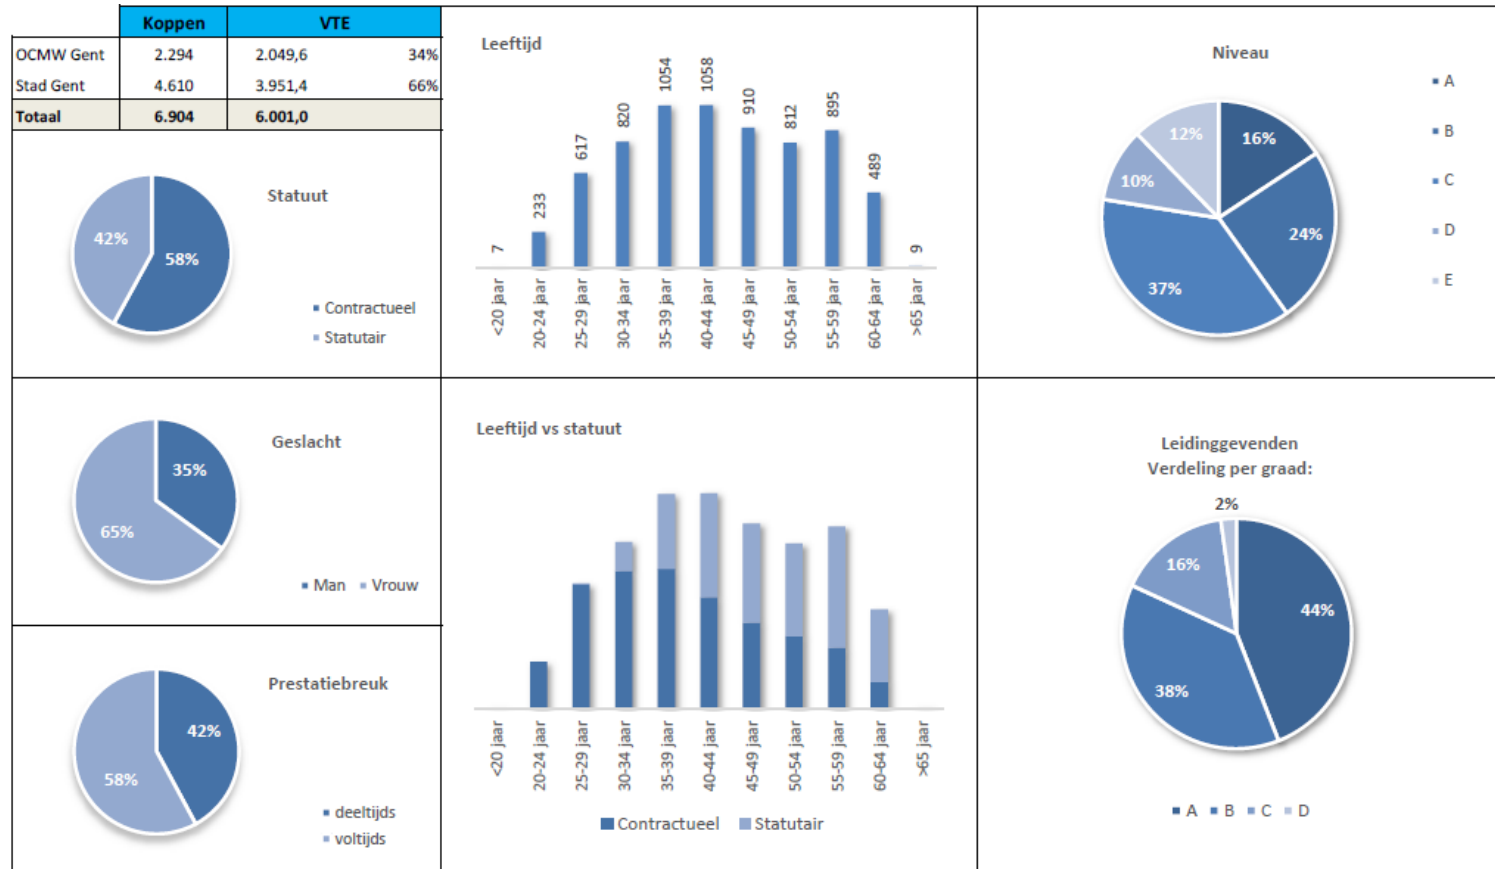 Koppen VTE
OCMW Gent 2.294 2.049,6 34%
Stad Gent 4.610 3.951,4 66%
Totaal 6.904 6.001,0
Statuut
42%
58%
Contractueel
Statutair
Geslacht
35%
65%
Man Vrouw
Prestatiebreuk
42%
58%
deeltijds
voltijds
Leeftijd
7 233 617 820 1054 1058 910 812 895 489 9
<20 jaar 20-24 jaar 25-29 jaar 30-34 jaar 35-39 jaar 40-44 jaar 45-49 jaar 50-54 jaar 55-59 jaar 60-64 jaar >65 jaar
Leeftijd vs statuut
<20 jaar 20-24 jaar 25-29 jaar 30-34 jaar 35-39 jaar 40-44 jaar 45-49 jaar 50-54 jaar 55-59 jaar 60-64 jaar >65 jaar
Contractueel Statutair
Niveau
12%
16%
10%
24%
37%
A
B
C
D
E
Leidinggevenden
Verdeling per graad:
2%
16%
44%
38%
A B C D